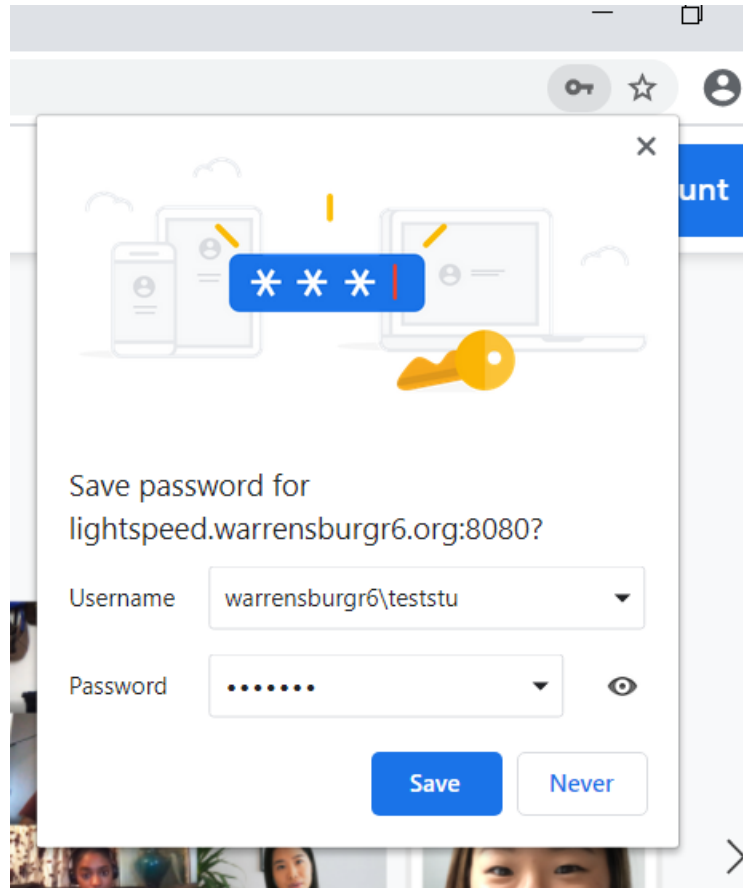 unt
* * *
Save password for
lightspeed.warrensburgr6.org:8080?
Username warrensburgr6\teststu
Password •••••••
Save Never